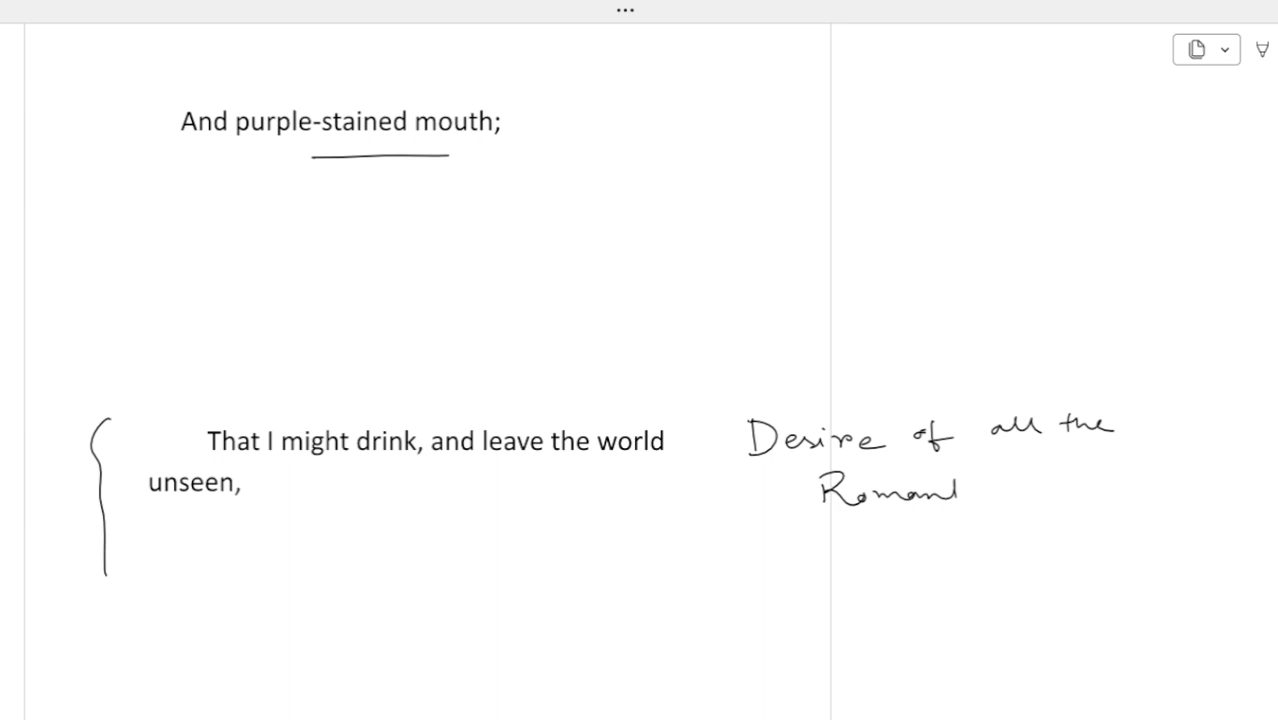 And purple-stained mouth;
That I might drink, and leave the world
unseen,
Desire of all the
Romant